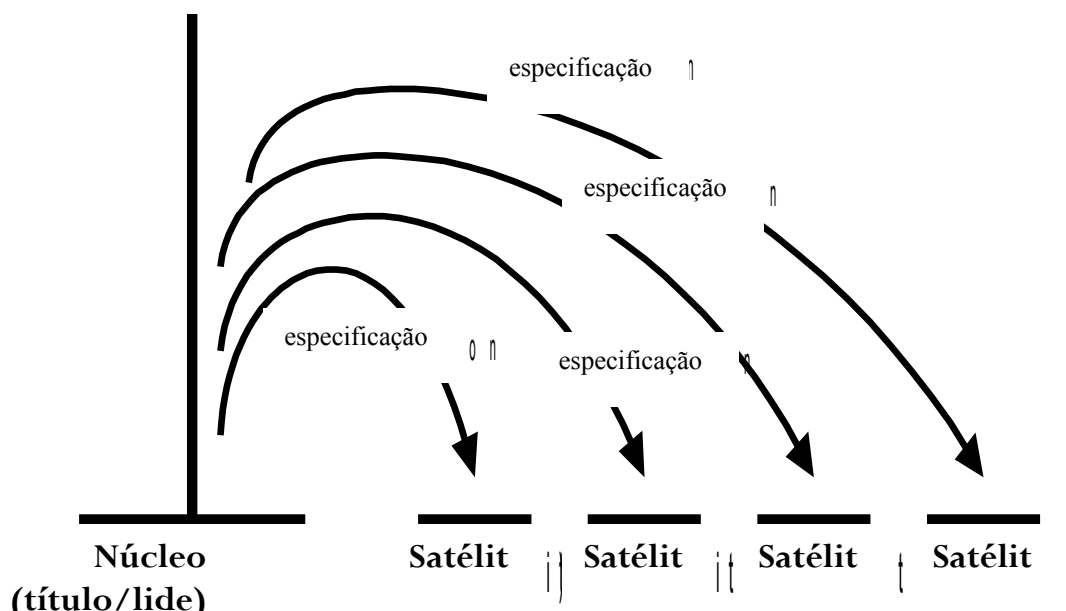 especificação
especificação
especificação
especificação
Núcleo Satélit Satélit Satélit Satélit
(título/lide)